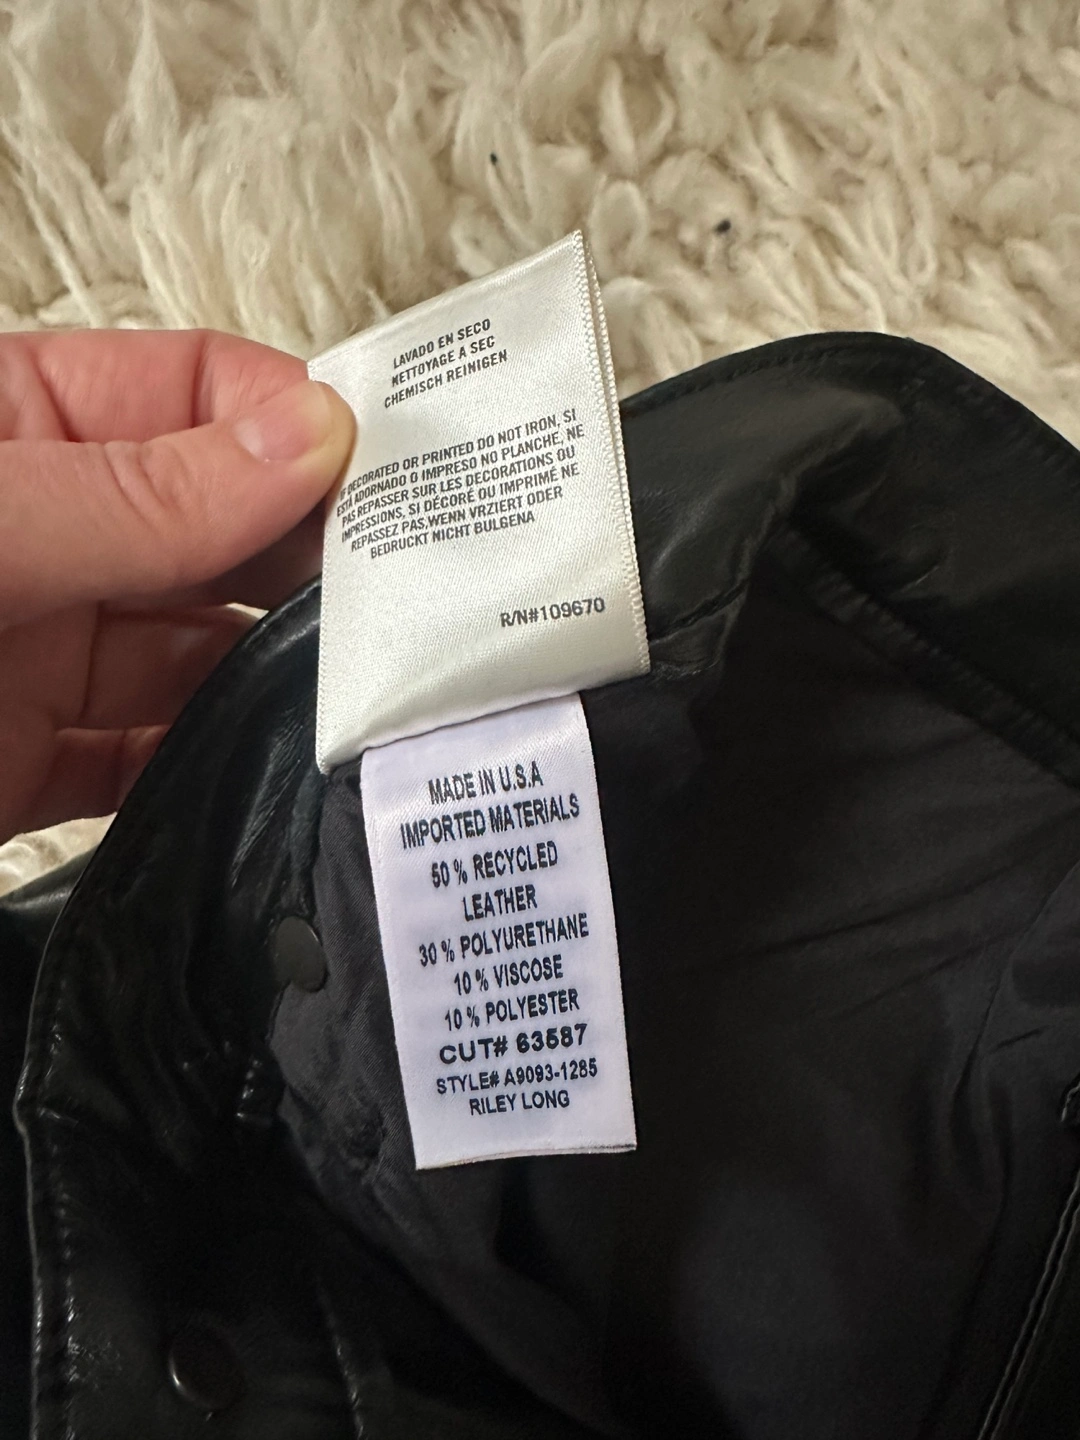 LAVADO EN SECO
NETTOYAGE A SEC
CHEMISCH REINIGEN
IF DECORATED OR PRINTED DO NOT IRON, SI
ESTÁ ADORNADO O IMPRESO NO PLANCHE, NE
PAS REPASSER SUR LES DECORATIONS OU
IMPRESSIONS, SI DÉCORÉ OU IMPRIMÉ NE
REPASSEZ PAS,WENN VRZIERT ODER
BEDRUCKT NICHT BULGENA
R/N#109670
MADE IN U.S.A
IMPORTED MATERIALS
50 % RECYCLED
LEATHER
30 % POLYURETHANE
10 % VISCOSE
10 % POLYESTER
CUT# 63587
STYLE# A9093-1285
RILEY LONG